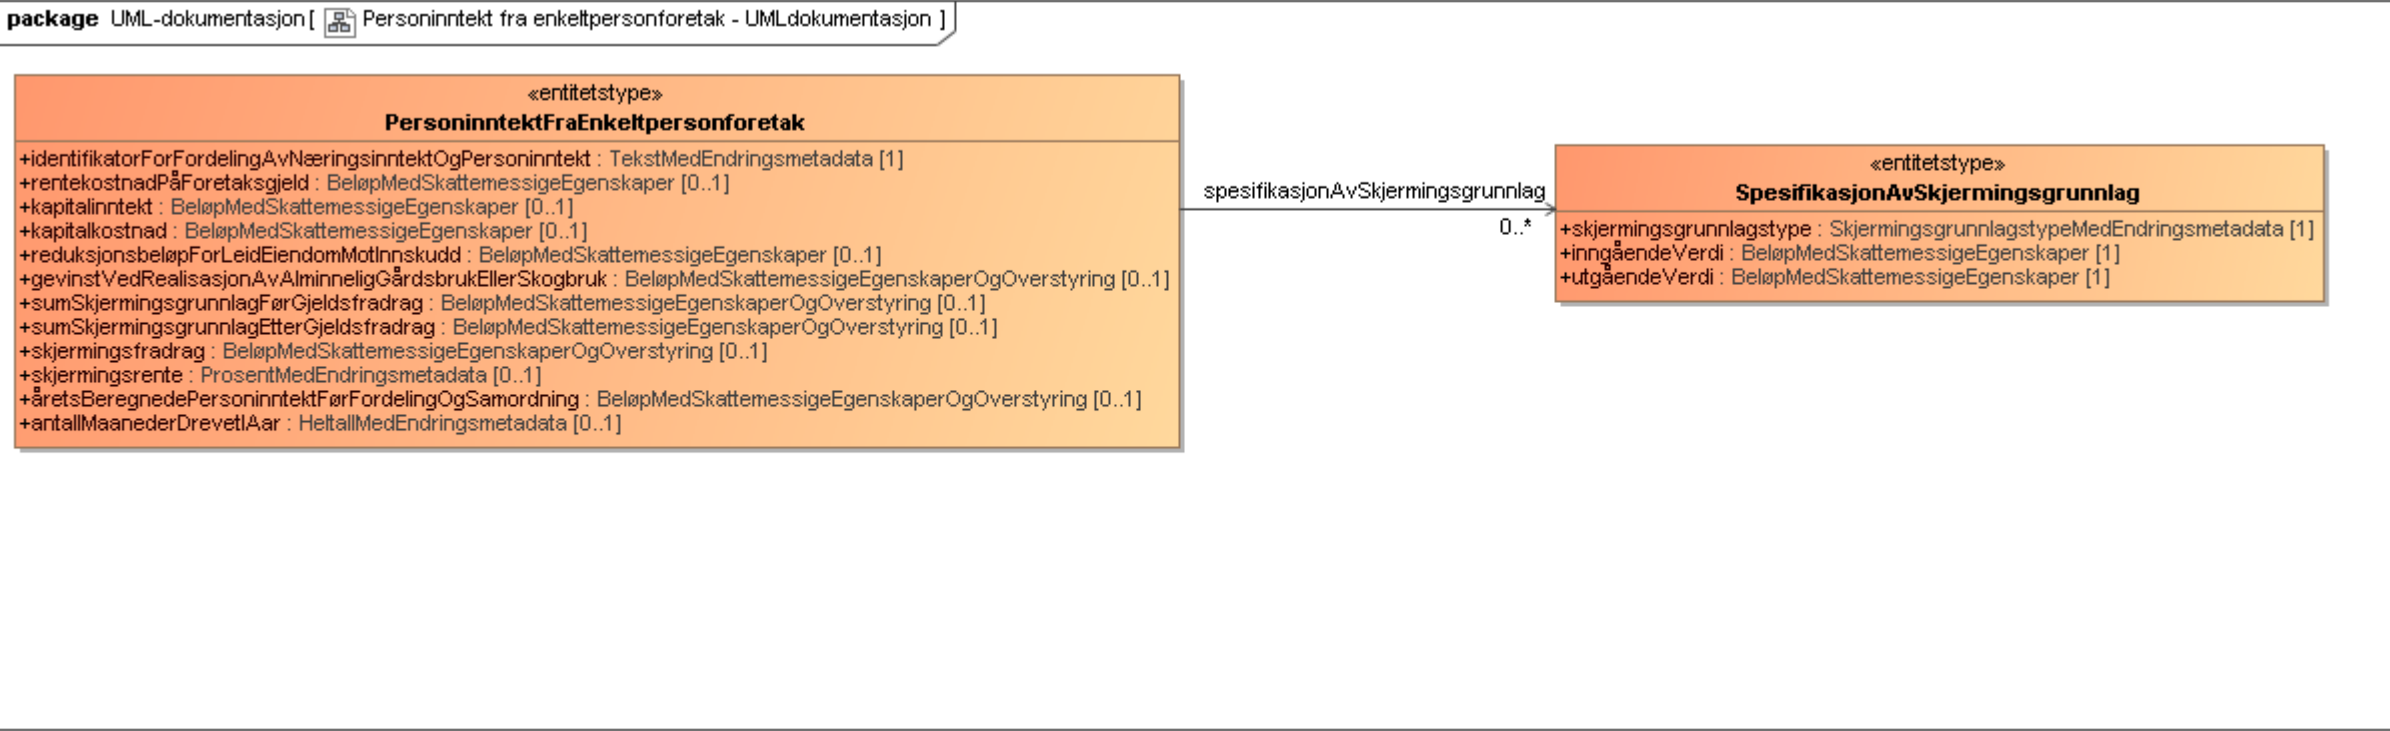 package UML-dokumentasjon [ Personinntekt fra enkeltpersonforetak - UMLdokumentasjon ]
«entitetstype»
PersoninntektFraEnkeltpersonforetak
+identifikatorForFordelingAvNæringsinntektOgPersoninntekt : TekstMedEndringsmetadata [1]
+rentekostnadPåForetaksgjeld : BeløpMedSkattemessigeEgenskaper [0..1]
+kapitalinntekt : BeløpMedSkattemessigeEgenskaper [0..1]
+kapitalkostnad : BeløpMedSkattemessigeEgenskaper [0..1]
+reduksjonsbeløpForLeidEiendomMotInnskudd : BeløpMedSkattemessigeEgenskaper [0..1]
+gevinstVedRealisasjonAvAlminneligGårdsbrukEllerSkogbruk : BeløpMedSkattemessigeEgenskaperOgOverstyring [0..1]
+sumSkjermingsgrunnlagFørGjeldsfradrag : BeløpMedSkattemessigeEgenskaperOgOverstyring [0..1]
+sumSkjermingsgrunnlagEtterGjeldsfradrag : BeløpMedSkattemessigeEgenskaperOgOverstyring [0..1]
+skjermingsfradrag : BeløpMedSkattemessigeEgenskaperOgOverstyring [0..1]
+skjermingsrente : ProsentMedEndringsmetadata [0..1]
+åretsBeregnedePersoninntektFørFordelingOgSamordning : BeløpMedSkattemessigeEgenskaperOgOverstyring [0..1]
+antallMaanederDrevetIAar : HeltallMedEndringsmetadata [0..1]
spesifikasjonAvSkjermingsgrunnlag
0..*
«entitetstype»
SpesifikasjonAvSkjermingsgrunnlag
+skjermingsgrunnlagstype : SkjermingsgrunnlagstypeMedEndringsmetadata [1]
+inngåendeVerdi : BeløpMedSkattemessigeEgenskaper [1]
+utgåendeVerdi : BeløpMedSkattemessigeEgenskaper [1]